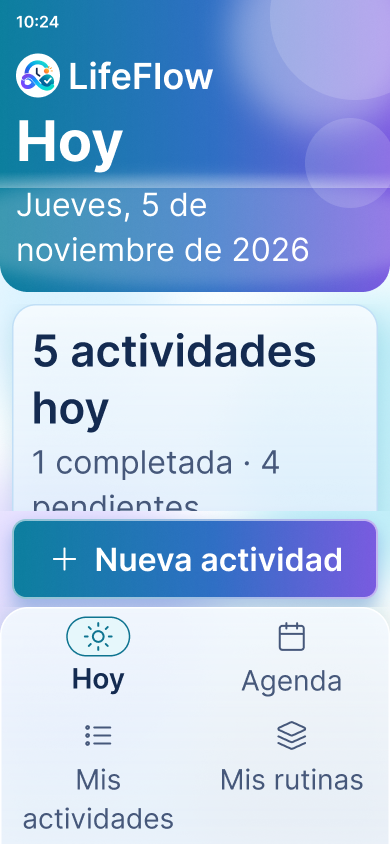 10:24
LifeFlow
Hoy
Jueves, 5 de
noviembre de 2026
5 actividades
hoy
1 completada · 4
pendientes
Nueva actividad
Hoy
Agenda
Mis
actividades
Mis rutinas